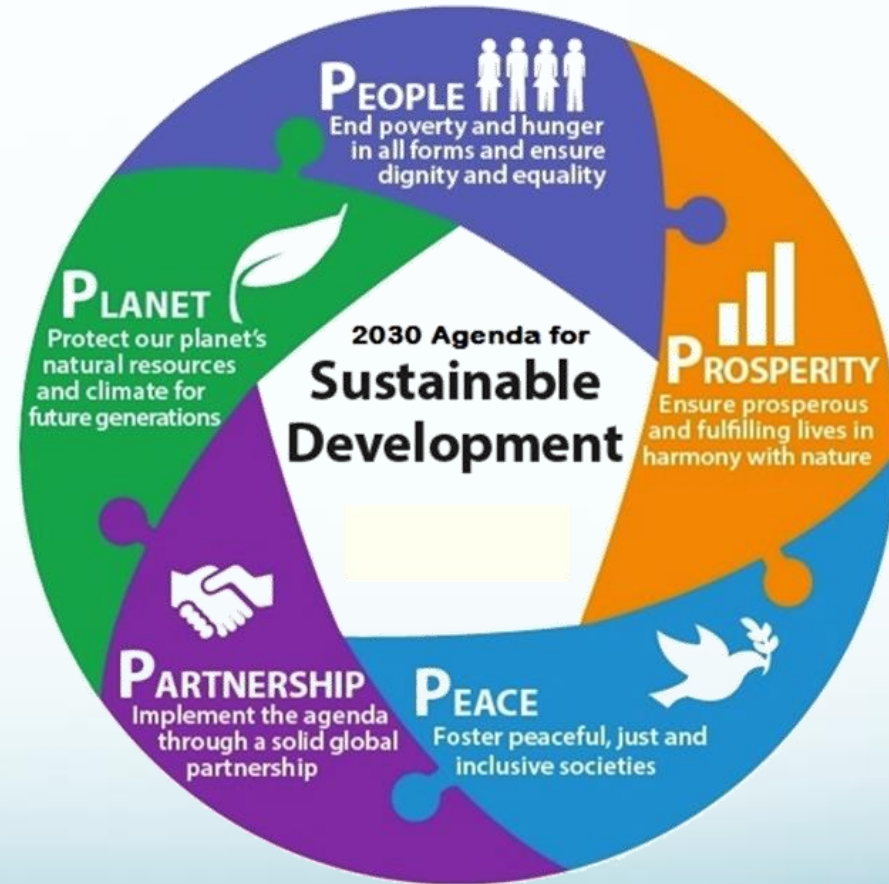 PEOPLE
End poverty and hunger
in all forms and ensure
dignity and equality
PLANET
Protect our planet's
natural resources
and climate for
future generations
2030 Agenda for
Sustainable
Development
PROSPERITY
Ensure prosperous
and fulfilling lives in
harmony with nature
PARTNERSHIP
Implement the agenda
through a solid global
partnership
PEACE
Foster peaceful, just and
inclusive societies